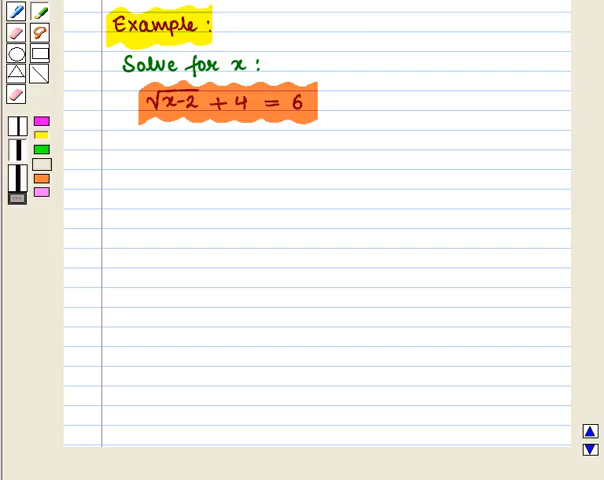 Example :
Solve for x :
√x-2 + 4 = 6